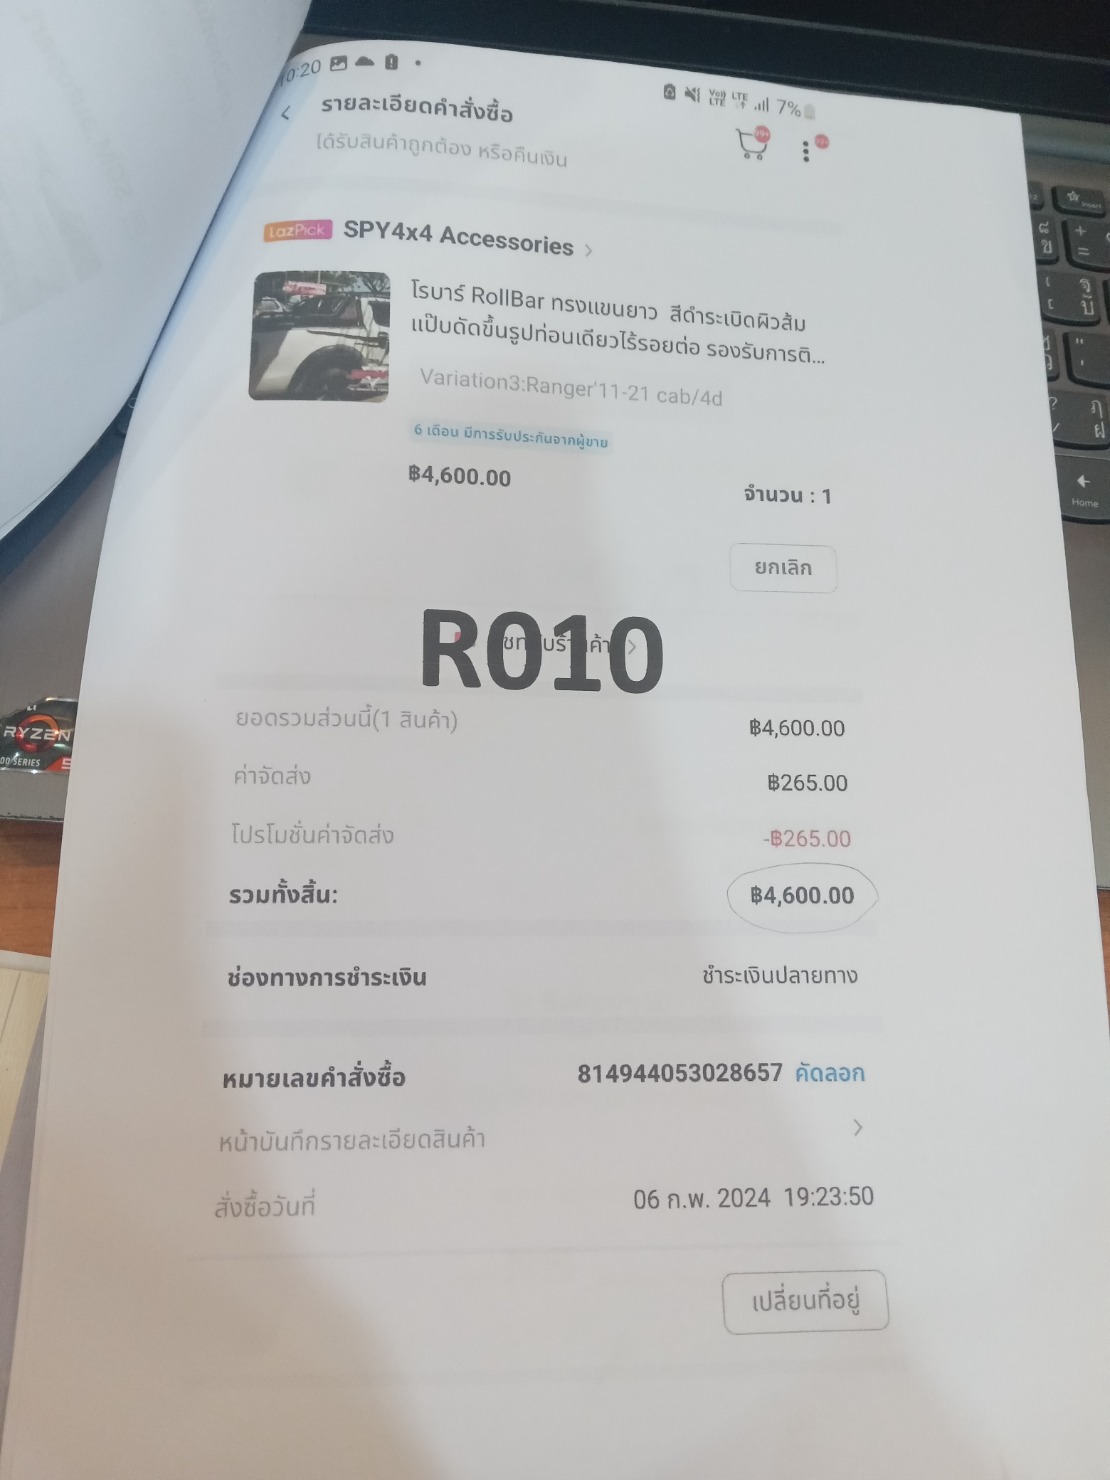 10:20
7%
รายละเอียดคำสั่งซื้อ
99+
ได้รับสินค้าถูกต้อง หรือคืนเงิน
LazPick SPY4x4 Accessories
โรบาร์ RollBar ทรงแขนยาว สีดำระเบิดผิวส้ม
แป๊บดัดขึ้นรูปท่อนเดียวไร้รอยต่อ รองรับการติ...
Variation3:Ranger'11-21 cab/4d
6 เดือน มีการรับประกันจากผู้ขาย
฿4,600.00
จำนวน : 1
ยกเลิก
R010
ยอดรวมส่วนนี้(1 สินค้า) ฿4,600.00
ค่าจัดส่ง ฿265.00
โปรโมชั่นค่าจัดส่ง -฿265.00
รวมทั้งสิ้น: ฿4,600.00
ช่องทางการชำระเงิน ชำระเงินปลายทาง
หมายเลขคำสั่งซื้อ 814944053028657 คัดลอก
หน้าบันทึกรายละเอียดสินค้า
สั่งซื้อวันที่ 06 ก.พ. 2024 19:23:50
เปลี่ยนที่อยู่
RYZEN
Home